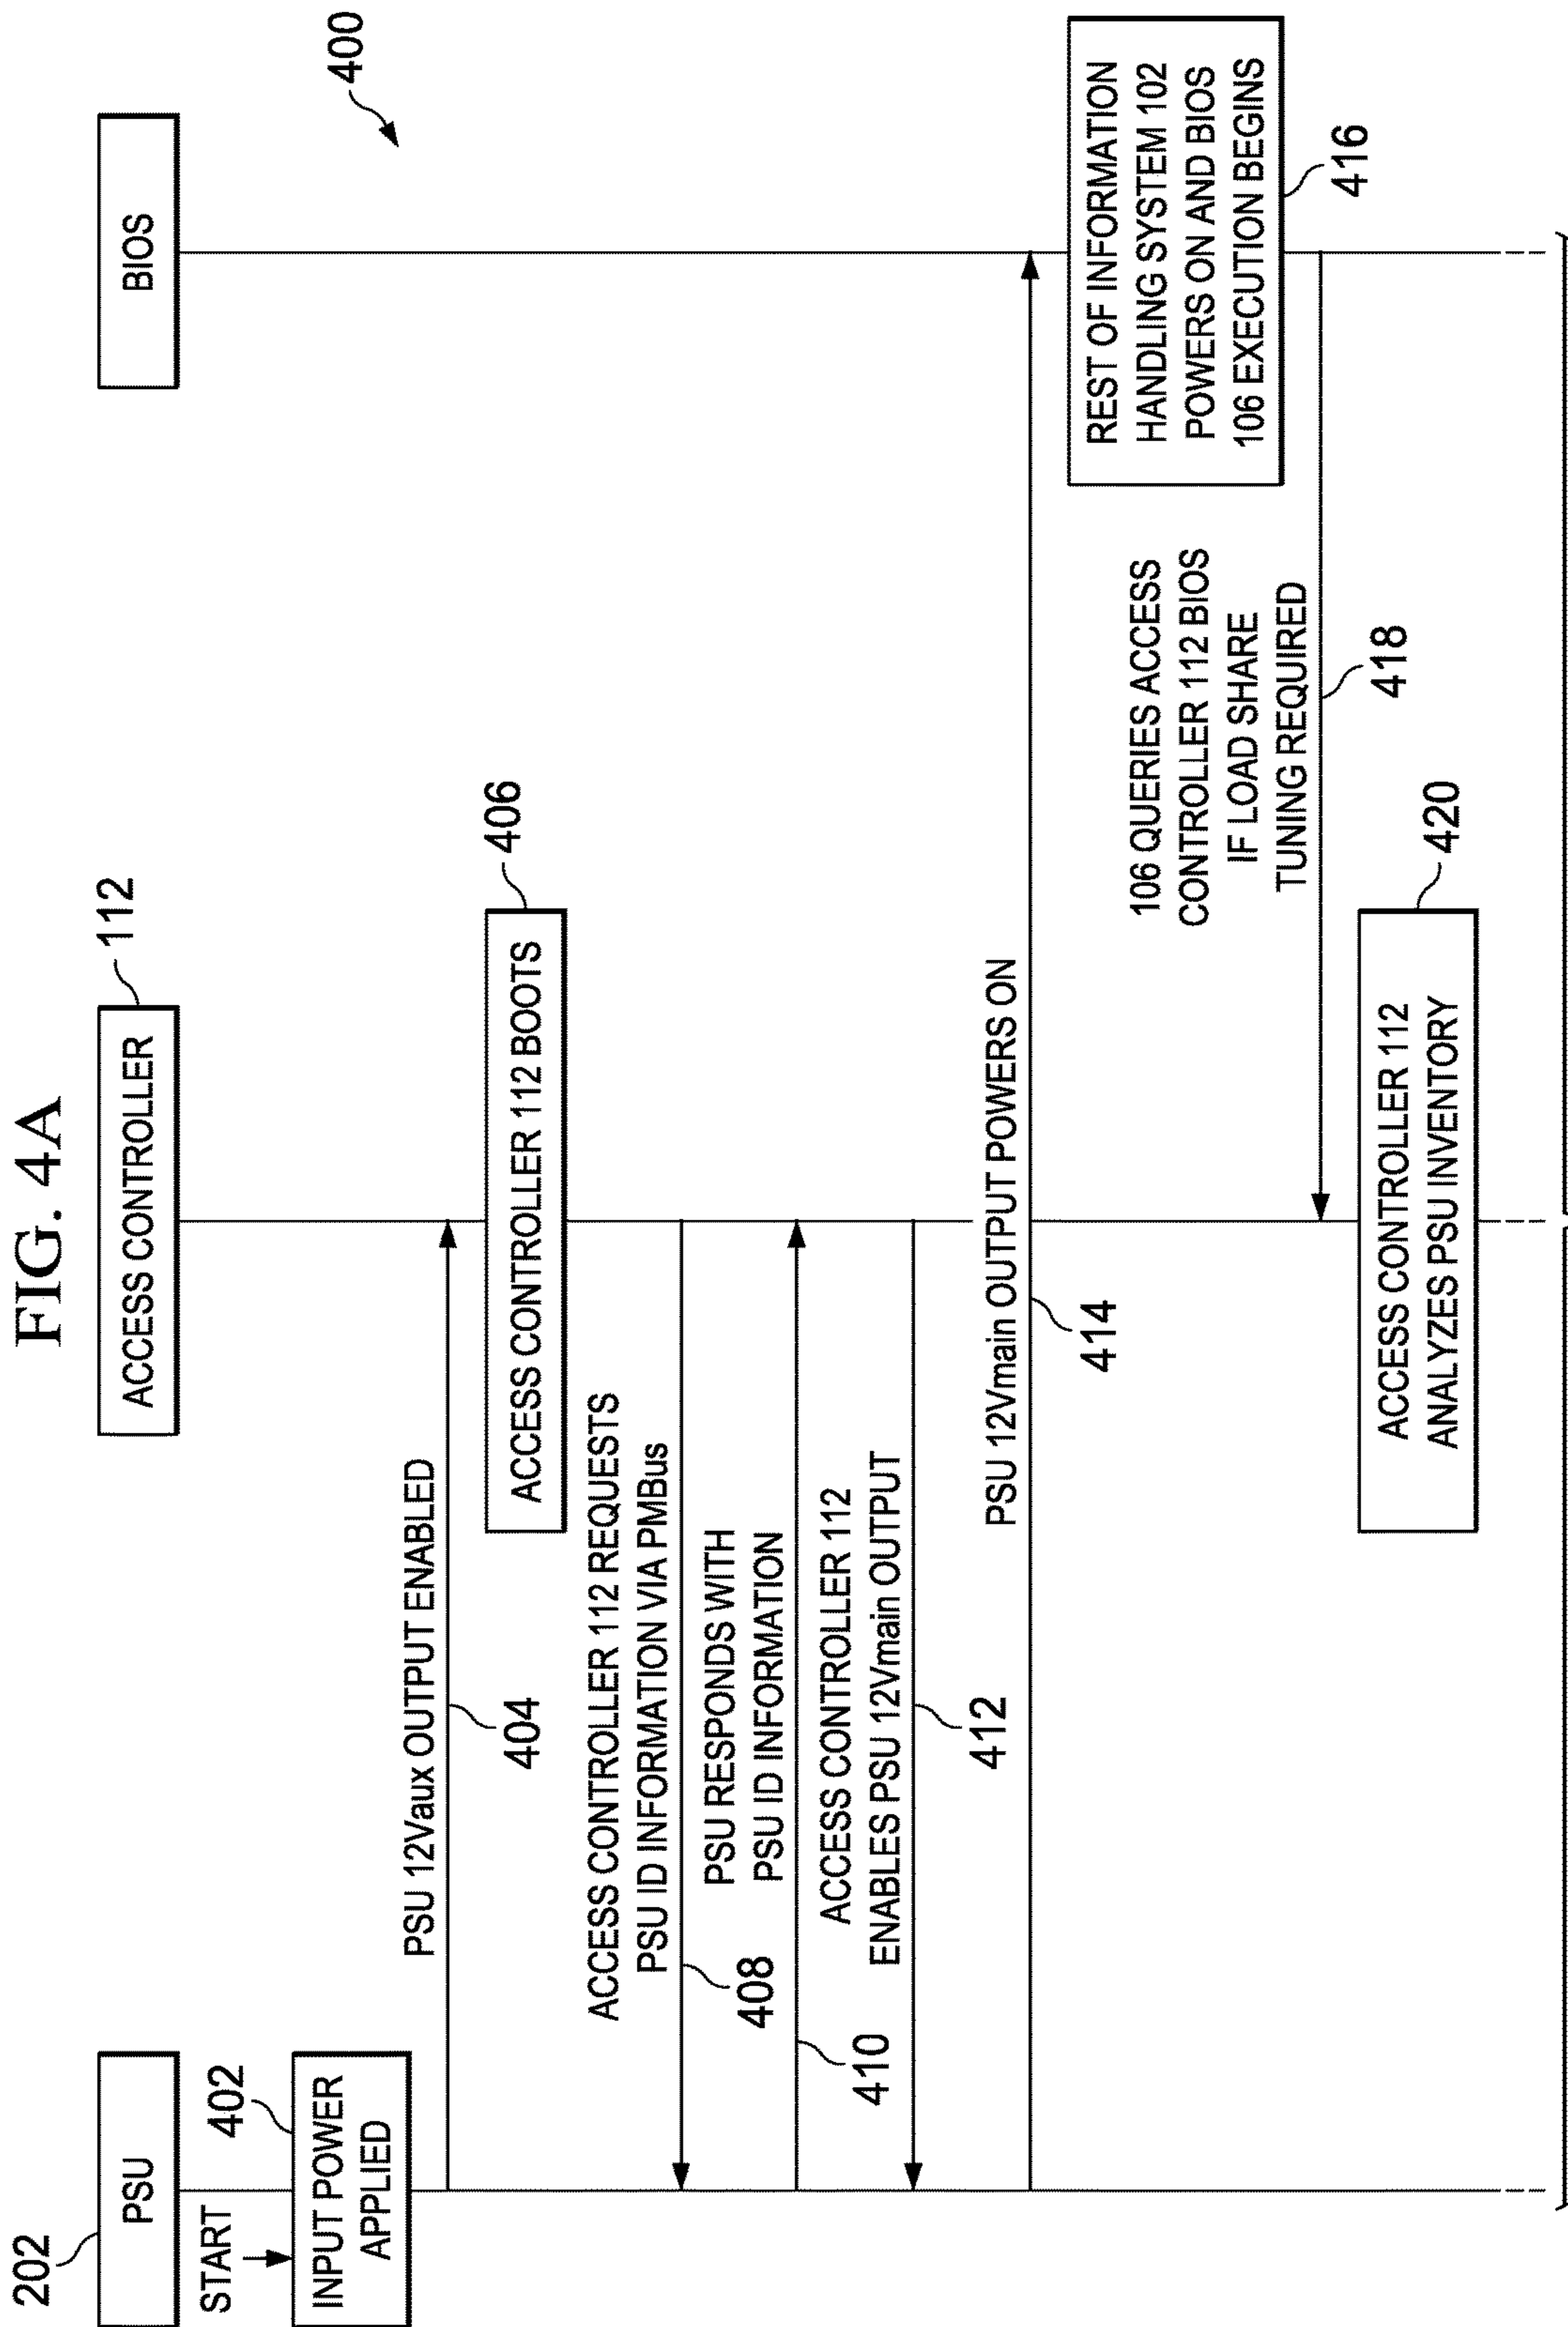 FIG. 4A
202
PSU
ACCESS CONTROLLER
112
BIOS
400
START
INPUT POWER
APPLIED
402
PSU 12Vaux OUTPUT ENABLED
404
ACCESS CONTROLLER 112 BOOTS
406
ACCESS CONTROLLER 112 REQUESTS
PSU ID INFORMATION VIA PMBus
408
PSU RESPONDS WITH
PSU ID INFORMATION
410
ACCESS CONTROLLER 112
ENABLES PSU 12Vmain OUTPUT
412
PSU 12Vmain OUTPUT POWERS ON
414
REST OF INFORMATION
HANDLING SYSTEM 102
POWERS ON AND BIOS
106 EXECUTION BEGINS
416
106 QUERIES ACCESS
CONTROLLER 112 BIOS
IF LOAD SHARE
TUNING REQUIRED
418
ACCESS CONTROLLER 112
ANALYZES PSU INVENTORY
420